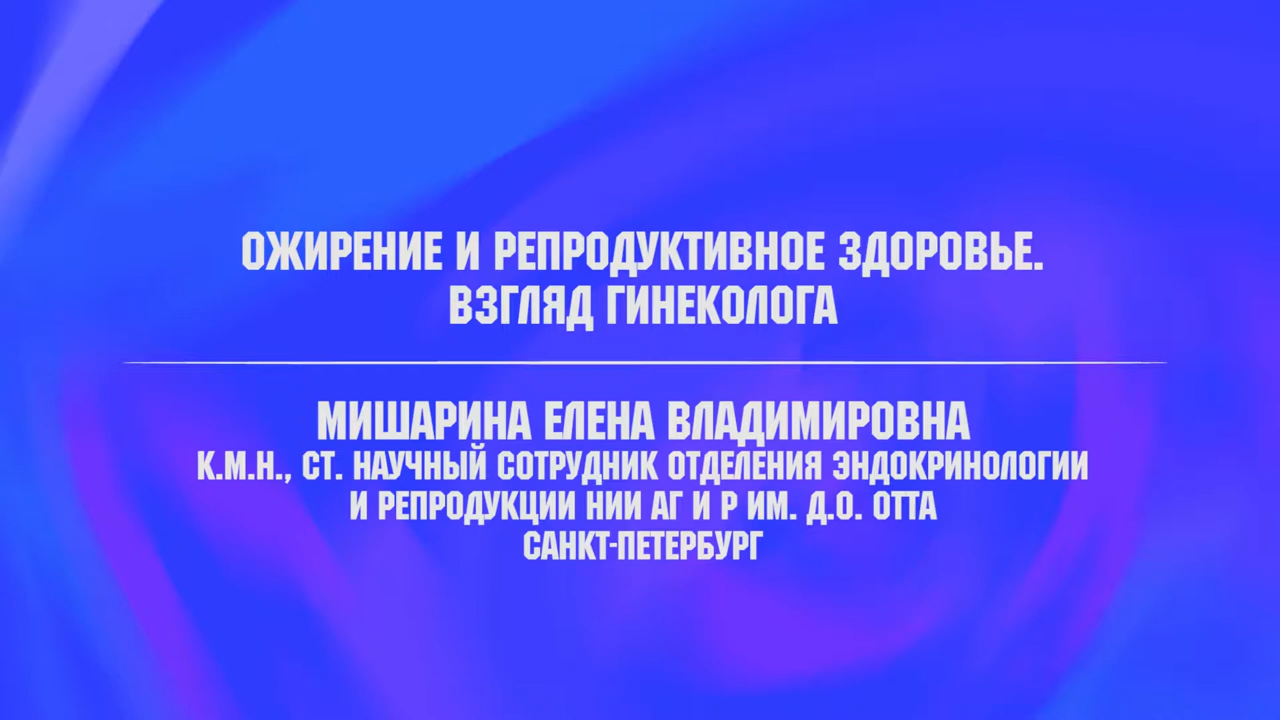 ОЖИРЕНИЕ И РЕПРОДУКТИВНОЕ ЗДОРОВЬЕ.
ВЗГЛЯД ГИНЕКОЛОГА
МИШАРИНА ЕЛЕНА ВЛАДИМИРОВНА
К.М.Н., СТ. НАУЧНЫЙ СОТРУДНИК ОТДЕЛЕНИЯ ЭНДОКРИНОЛОГИИ
И РЕПРОДУКЦИИ НИИ АГ И Р ИМ. Д.О. ОТТА
САНКТ-ПЕТЕРБУРГ